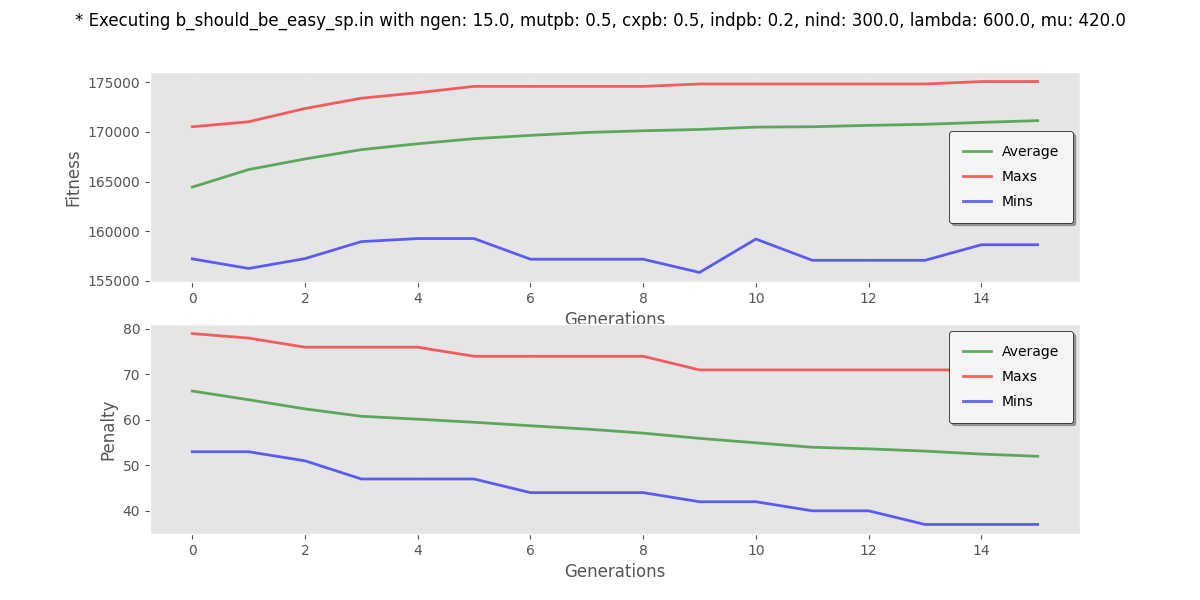 * Executing b_should_be_easy_sp.in with ngen: 15.0, mutpb: 0.5, cxpb: 0.5, indpb: 0.2, nind: 300.0, lambda: 600.0, mu: 420.0
175000
170000
165000
160000
155000
Fitness
Average
Maxs
Mins
0 2 4 6 8 10 12 14
Generations
80
70
60
50
40
Penalty
Average
Maxs
Mins
0 2 4 6 8 10 12 14
Generations